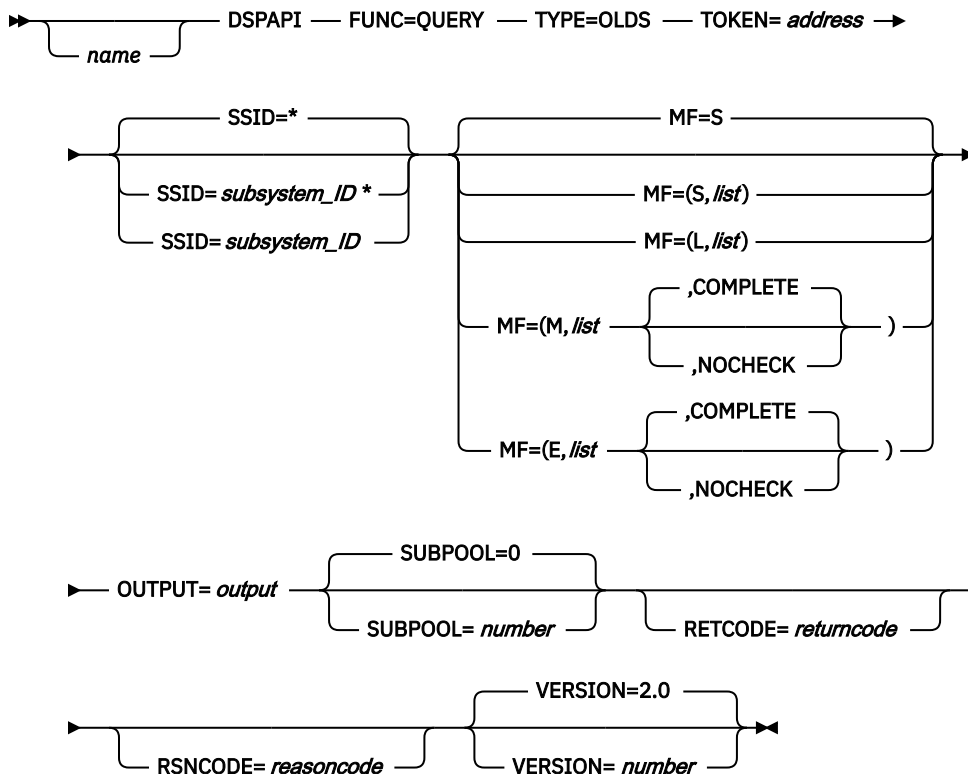 DSPAPI FUNC=QUERY TYPE=OLDS TOKEN= address
name
SSID=* MF=S
SSID= subsystem_ID * MF=(S,list)
SSID= subsystem_ID MF=(L,list)
,COMPLETE
MF=(M,list )
,NOCHECK
,COMPLETE
MF=(E,list )
,NOCHECK
SUBPOOL=0
OUTPUT= output
SUBPOOL= number RETCODE= returncode
VERSION=2.0
RSNCODE= reasoncode VERSION= number